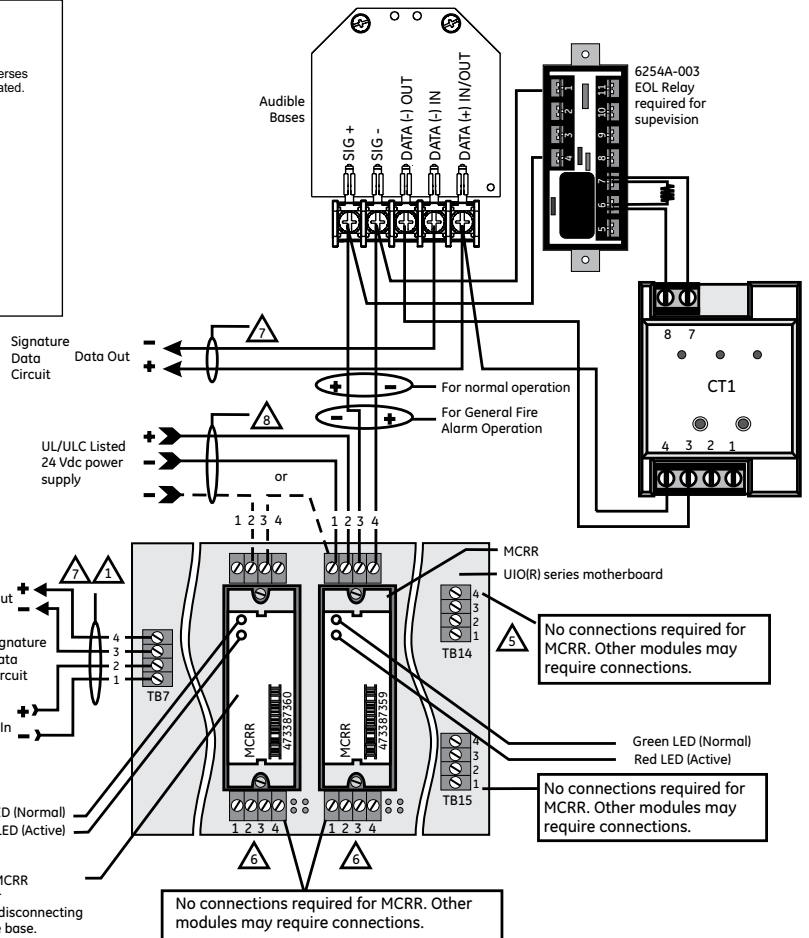 erses
ated.
Audible
Bases
SIG +
SIG -
DATA (-) OUT
DATA (-) IN
DATA (+) IN/OUT
6254A-003
EOL Relay
required for
supevision
1
2
3
4
11
10
9
8
7
6
5
8 7
CT1
4 3 2 1
Signature
Data
Circuit
Data Out
-
+
7
+ -
For normal operation
- +
For General Fire
Alarm Operation
8
UL/ULC Listed
24 Vdc power
supply
+
-
-
or
1 2 3 4
1 2 3 4
MCRR
UIO(R) series motherboard
7 1
ut
+
-
gnature
ata
rcuit
4
3
2
1
TB7
In
+
-
MCRR
473387360
MCRR
473387359
4
3
2
1
TB14
5
No connections required for
MCRR. Other modules may
require connections.
Green LED (Normal)
Red LED (Active)
4
3
2
1
TB15
No connections required for
MCRR. Other modules may
require connections.
ED (Normal)
LED (Active)
1 2 3 4
1 2 3 4
6
6
MCRR
disconnecting
e base.
No connections required for MCRR. Other
modules may require connections.